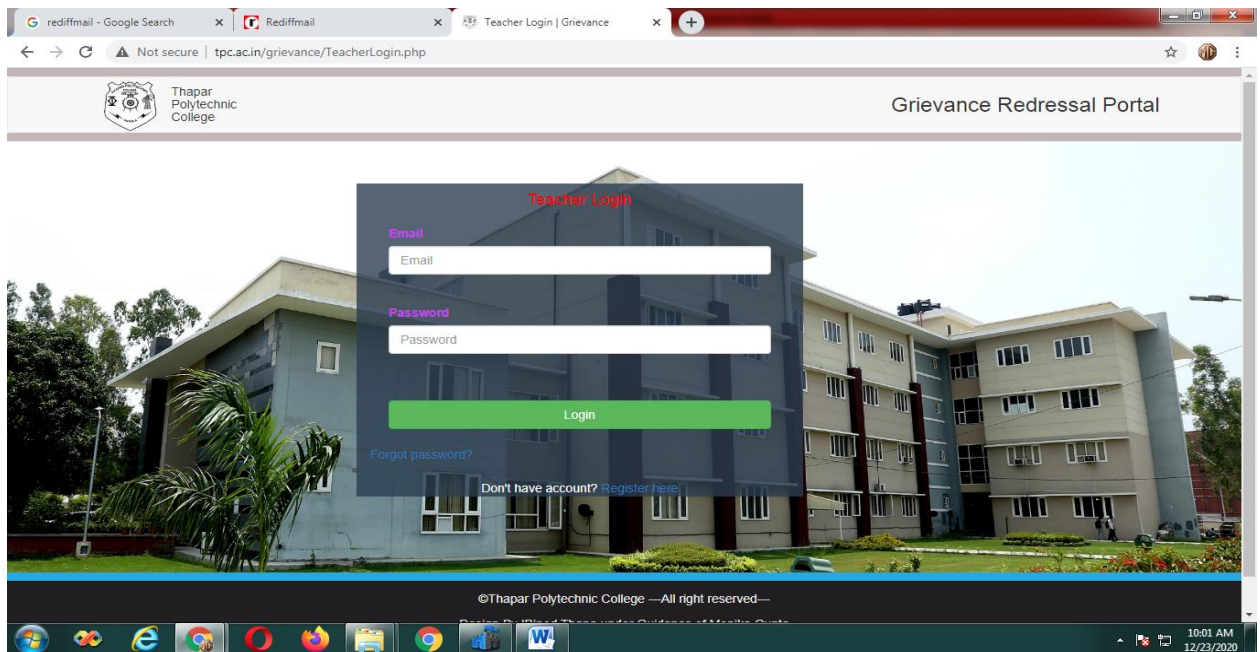 rediffmail - Google Search
Rediffmail
Teacher Login | Grievance
Not secure | tpc.ac.in/grievance/TeacherLogin.php
Thapar
Polytechnic
College
Grievance Redressal Portal
Teacher Login
Email
Email
Password
Password
Login
Forgot password?
Don't have account? Register here
©Thapar Polytechnic College ---All right reserved---
10:01 AM
12/23/2020